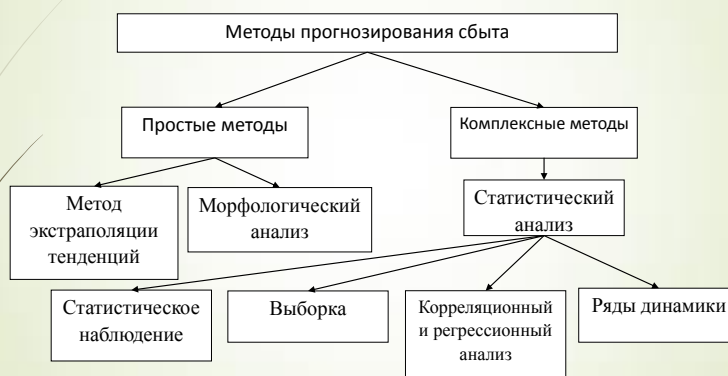 Методы прогнозирования сбыта
Простые методы
Комплексные методы
Метод
экстраполяции
тенденций
Морфологический
анализ
Статистический
анализ
Статистическое
наблюдение
Выборка
Корреляционный
и регрессионный
анализ
Ряды динамики